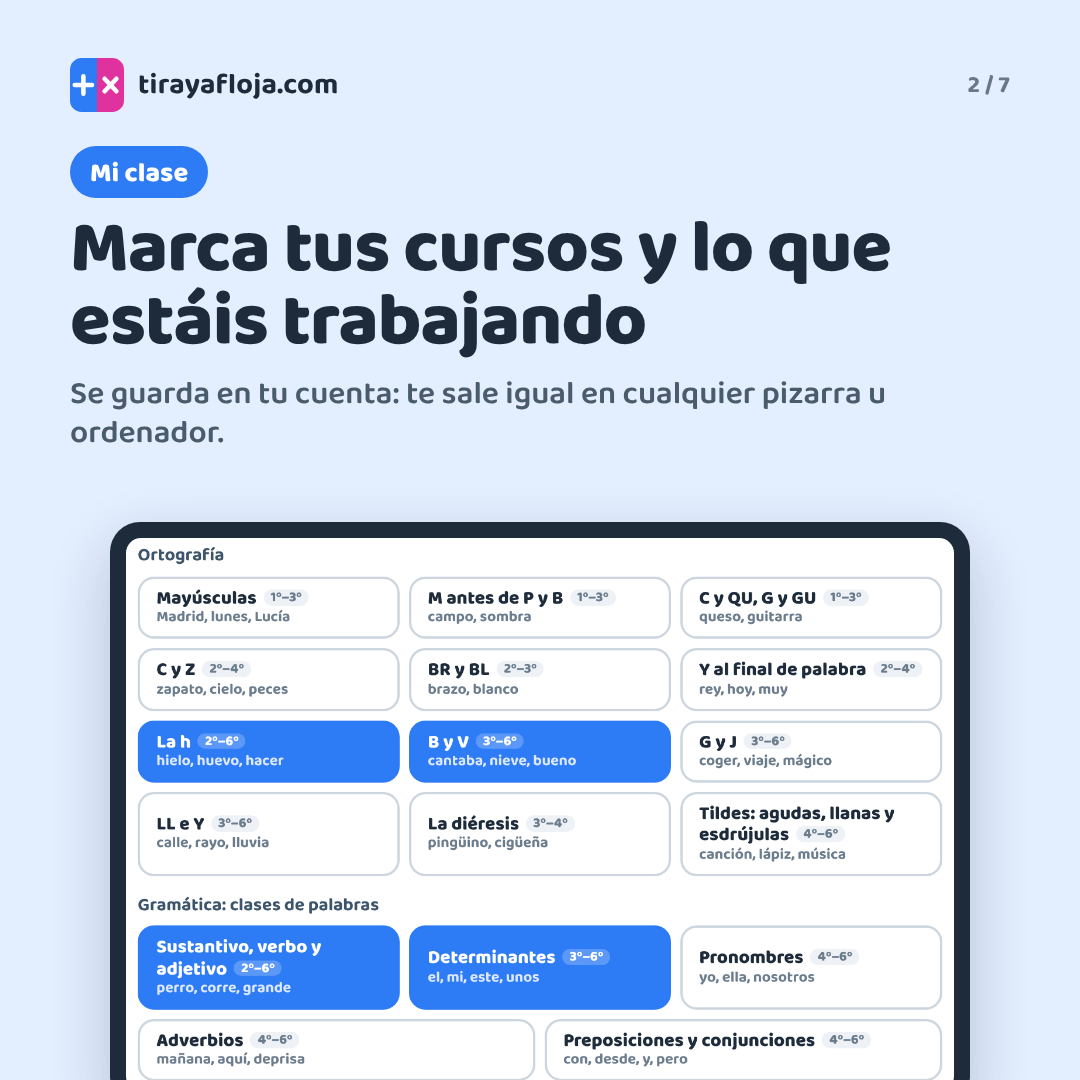 tirayafloja.com
2 / 7
Mi clase
Marca tus cursos y lo que
estáis trabajando
Se guarda en tu cuenta: te sale igual en cualquier pizarra u
ordenador.
Ortografía
Mayúsculas 1º–3º
Madrid, lunes, Lucía
M antes de P y B 1º–3º
campo, sombra
C y QU, G y GU 1º–3º
queso, guitarra
C y Z 2º–4º
zapato, cielo, peces
BR y BL 2º–3º
brazo, blanco
Y al final de palabra 2º–4º
rey, hoy, muy
La h 2º–6º
hielo, huevo, hacer
B y V 3º–6º
cantaba, nieve, bueno
G y J 3º–6º
coger, viaje, mágico
LL e Y 3º–6º
calle, rayo, lluvia
La diéresis 3º–4º
pingüino, cigüeña
Tildes: agudas, llanas y
esdrújulas 4º–6º
canción, lápiz, música
Gramática: clases de palabras
Sustantivo, verbo y
adjetivo 2º–6º
perro, corre, grande
Determinantes 3º–6º
el, mi, este, unos
Pronombres 4º–6º
yo, ella, nosotros
Adverbios 4º–6º
mañana, aquí, deprisa
Preposiciones y conjunciones 4º–6º
con, desde, y, pero